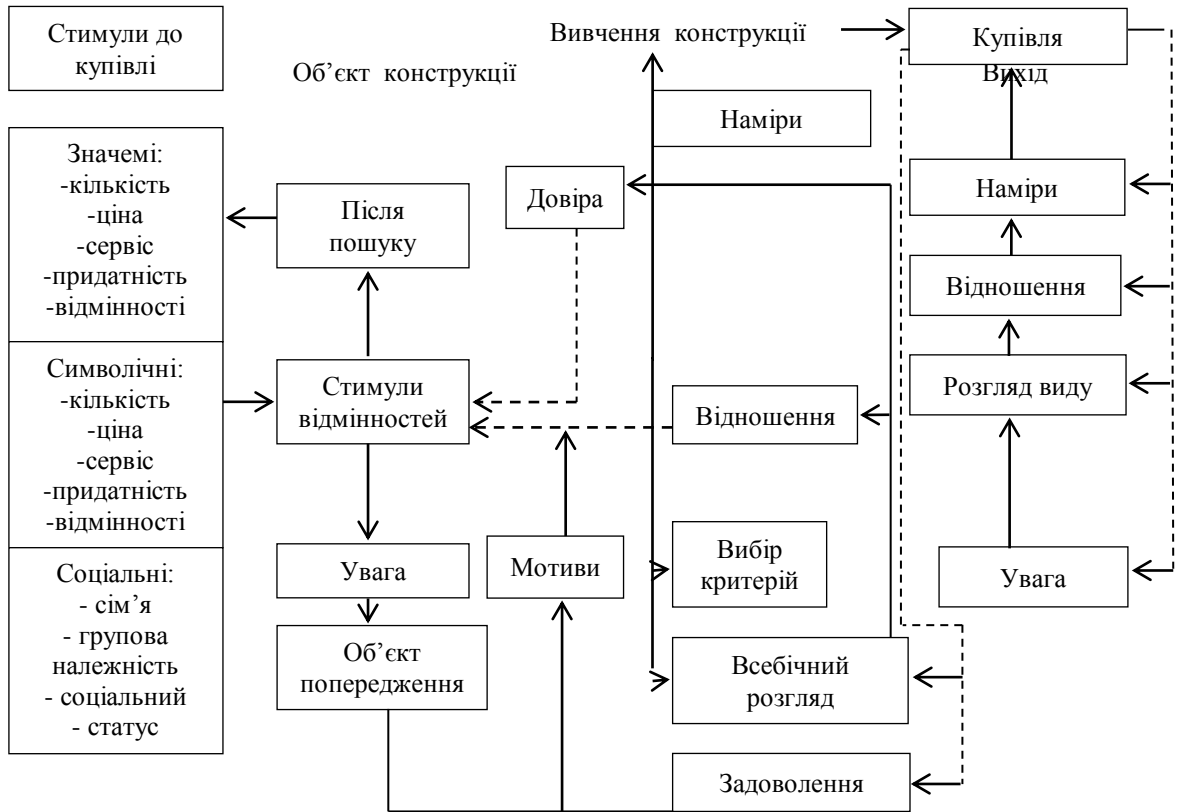 Стимули до
купівлі
Значемі:
-кількість
-ціна
-сервіс
-придатність
-відмінності
Символічні:
-кількість
-ціна
-сервіс
-придатність
-відмінності
Соціальні:
- сім’я
- групова
належність
- соціальний
- статус
Об’єкт конструкції
Після
пошуку
Стимули
відмінностей
Увага
Об’єкт
попередження
Довіра
Мотиви
Вивчення конструкції
Наміри
Відношення
Вибір
критерій
Всебічний
розгляд
Задоволення
Купівля
Вихід
Наміри
Відношення
Розгляд виду
Увага